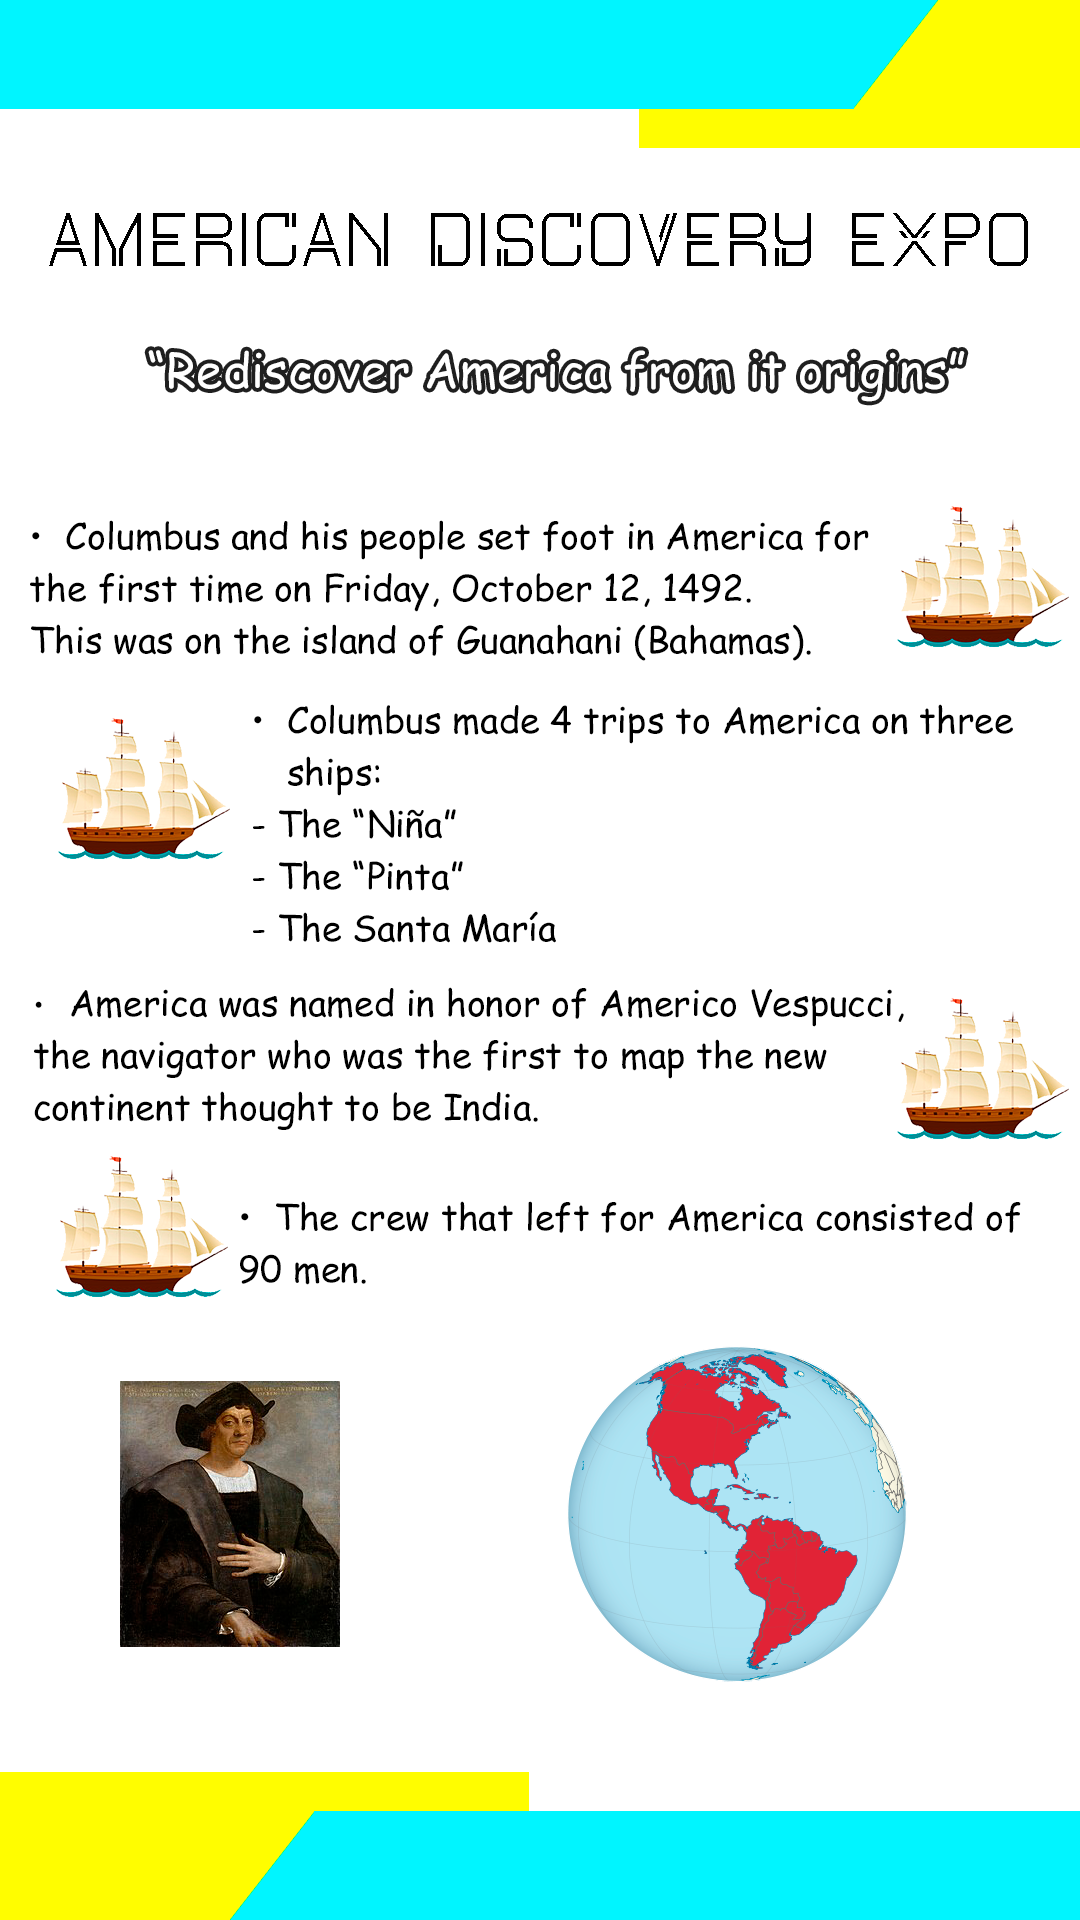 AMERICAN DISCOVERY EXPO
“Rediscover America from it origins”
• Columbus and his people set foot in America for
the first time on Friday, October 12, 1492.
This was on the island of Guanahani (Bahamas).
• Columbus made 4 trips to America on three
ships:
- The “Niña”
- The “Pinta”
- The Santa María
• America was named in honor of Americo Vespucci,
the navigator who was the first to map the new
continent thought to be India.
• The crew that left for America consisted of
90 men.